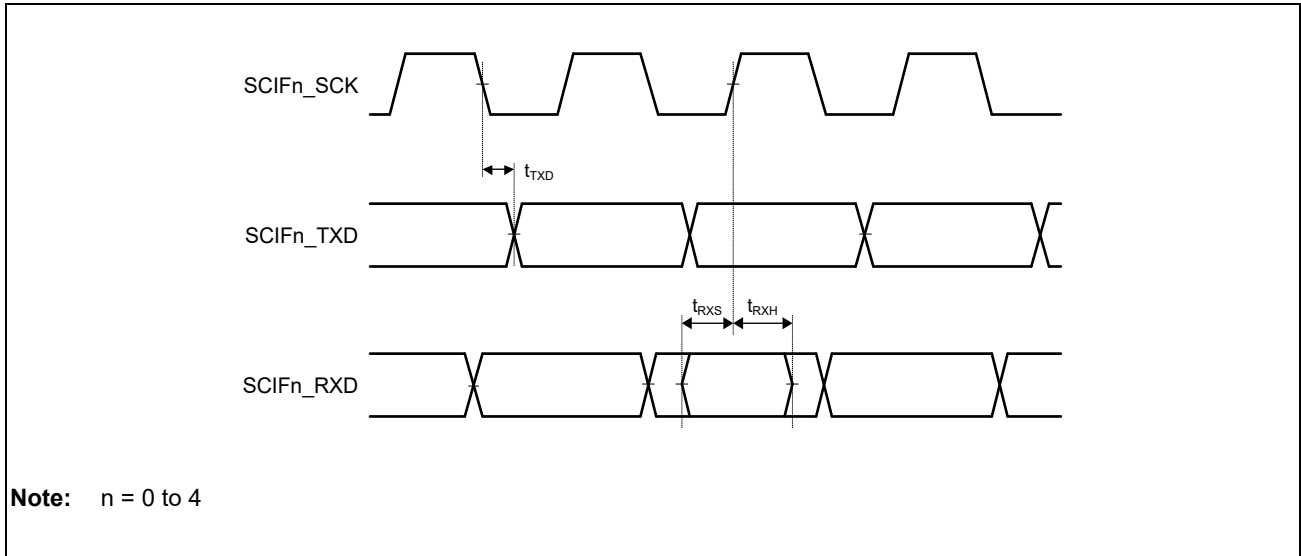 SCIFn_SCK
tTXD
SCIFn_TXD
tRXS tRXH
SCIFn_RXD
Note: n = 0 to 4